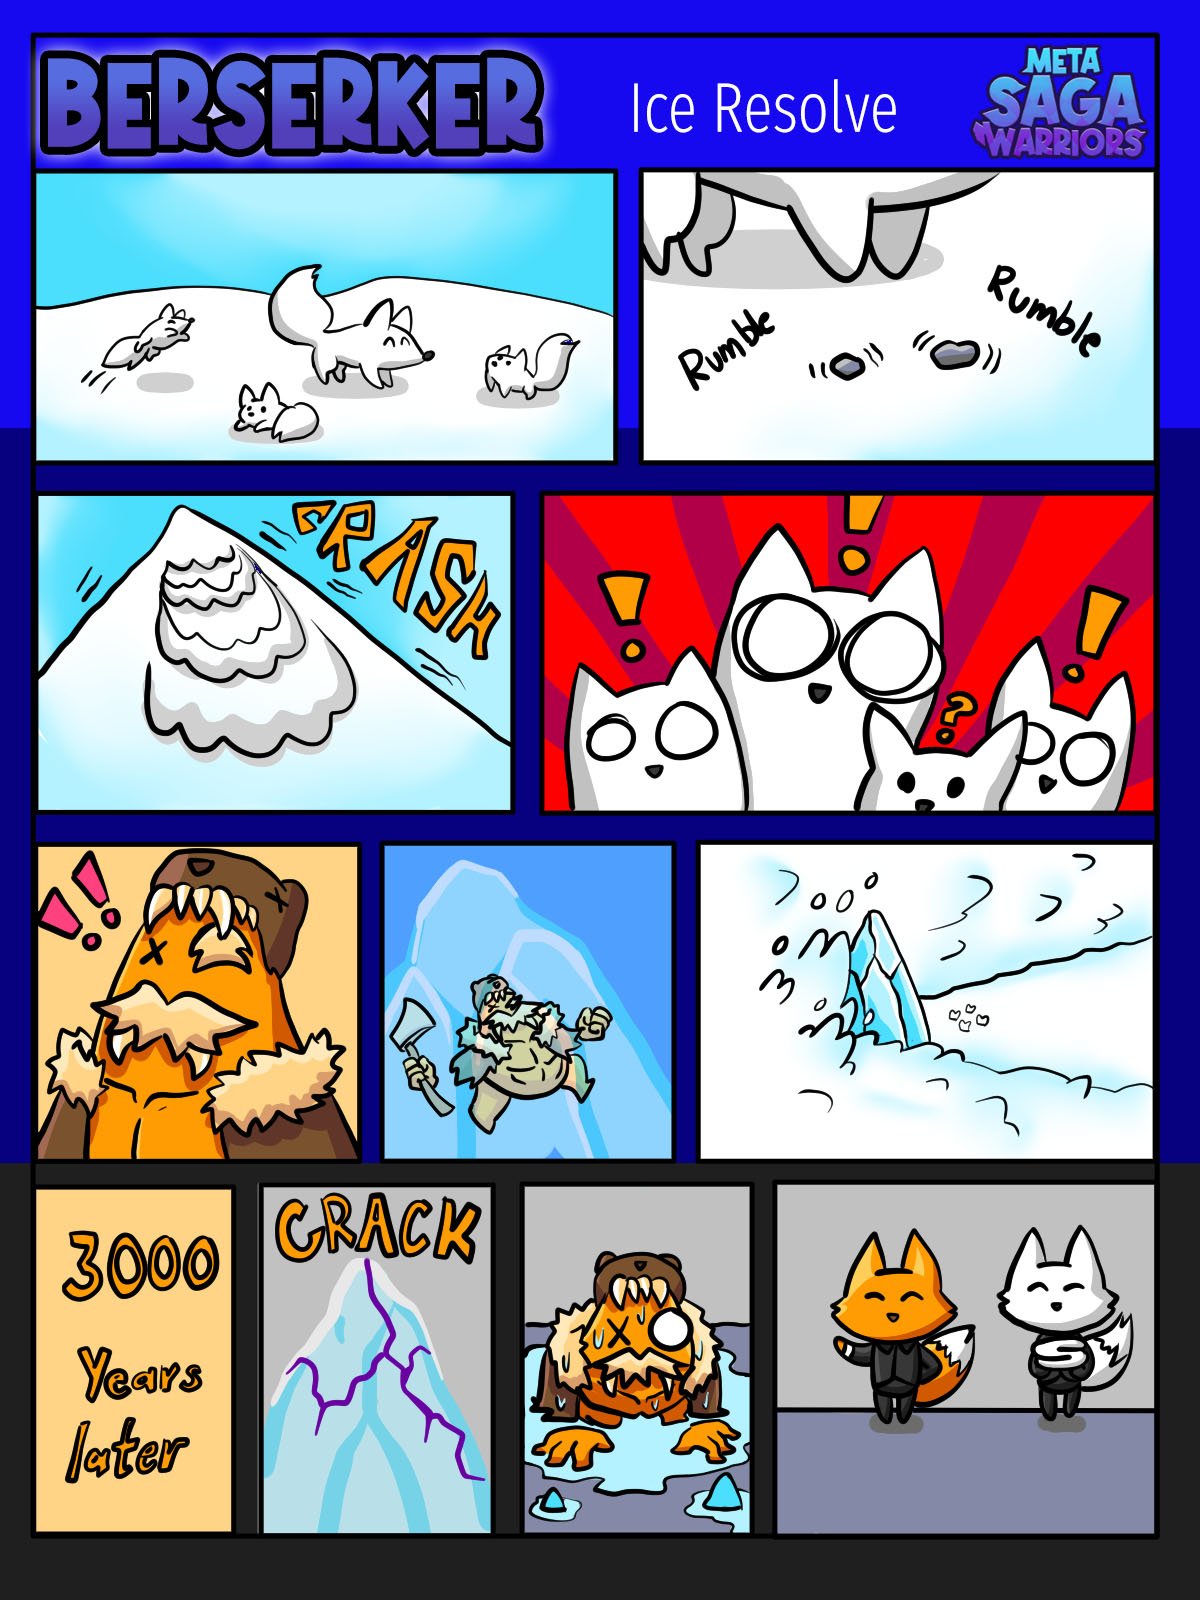 BERSERKER
Ice Resolve
META
SAGA
WARRIORS
Rumble
Rumble
CRASH
!
!
!
?
!
!
3000
Years
later
CRACK